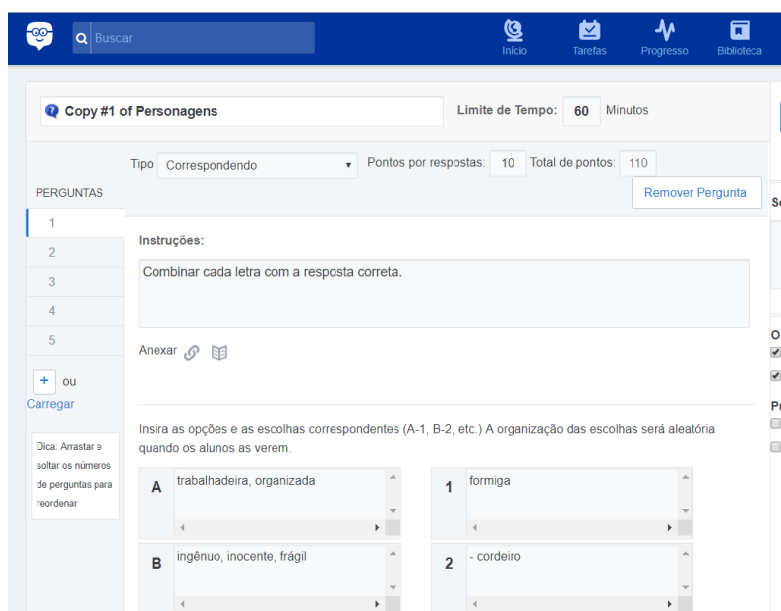 Buscar
Início
Tarefas
Progresso
Biblioteca
Copy #1 of Personagens
Limite de Tempo: 60 Minutos
Tipo Correspondendo
Pontos por respostas: 10 Total de pontos: 110
PERGUNTAS
Remover Pergunta
1
2
3
4
5
+ ou
Carregar
Dica: Arrastar e
soltar os números
de perguntas para
reordenar
Instruções:
Combinar cada letra com a resposta correta.
Anexar
Insira as opções e as escolhas correspondentes (A-1, B-2, etc.) A organização das escolhas será aleatória
quando os alunos as verem.
A trabalhadeira, organizada
1 formiga
B ingênuo, inocente, frágil
2 - cordeiro